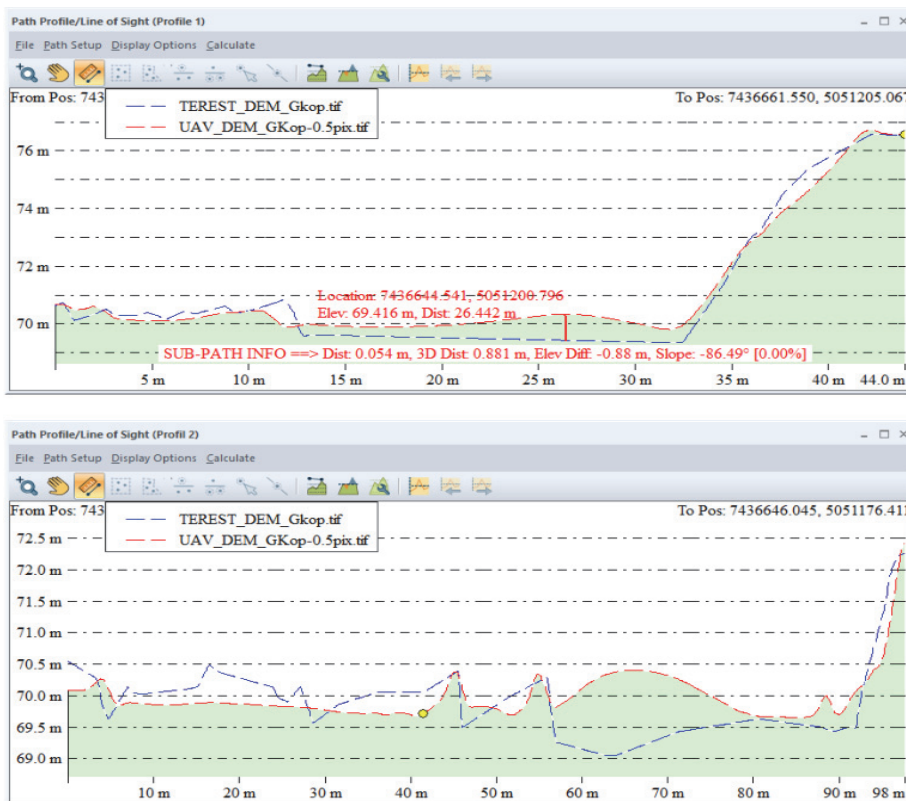 Path Profile/Line of Sight (Profile 1)
File Path Setup Display Options Calculate
From Pos: 743
To Pos: 7436661.550, 5051205.067
TEREST_DEM_Gkop.tif
UAV_DEM_GKop-0.5pix.tif
76 m
74 m
72 m
70 m
Location: 7436644.541, 5051200.796
Elev: 69.416 m, Dist: 26.442 m
SUB-PATH INFO ==> Dist: 0.054 m, 3D Dist: 0.881 m, Elev Diff: -0.88 m, Slope: -86.49° [0.00%]
5 m 10 m 15 m 20 m 25 m 30 m 35 m 40 m 44.0 m
Path Profile/Line of Sight (Profil 2)
File Path Setup Display Options Calculate
From Pos: 743
To Pos: 7436646.045, 5051176.411
TEREST_DEM_Gkop.tif
UAV_DEM_GKop-0.5pix.tif
72.5 m
72.0 m
71.5 m
71.0 m
70.5 m
70.0 m
69.5 m
69.0 m
10 m 20 m 30 m 40 m 50 m 60 m 70 m 80 m 90 m 98 m